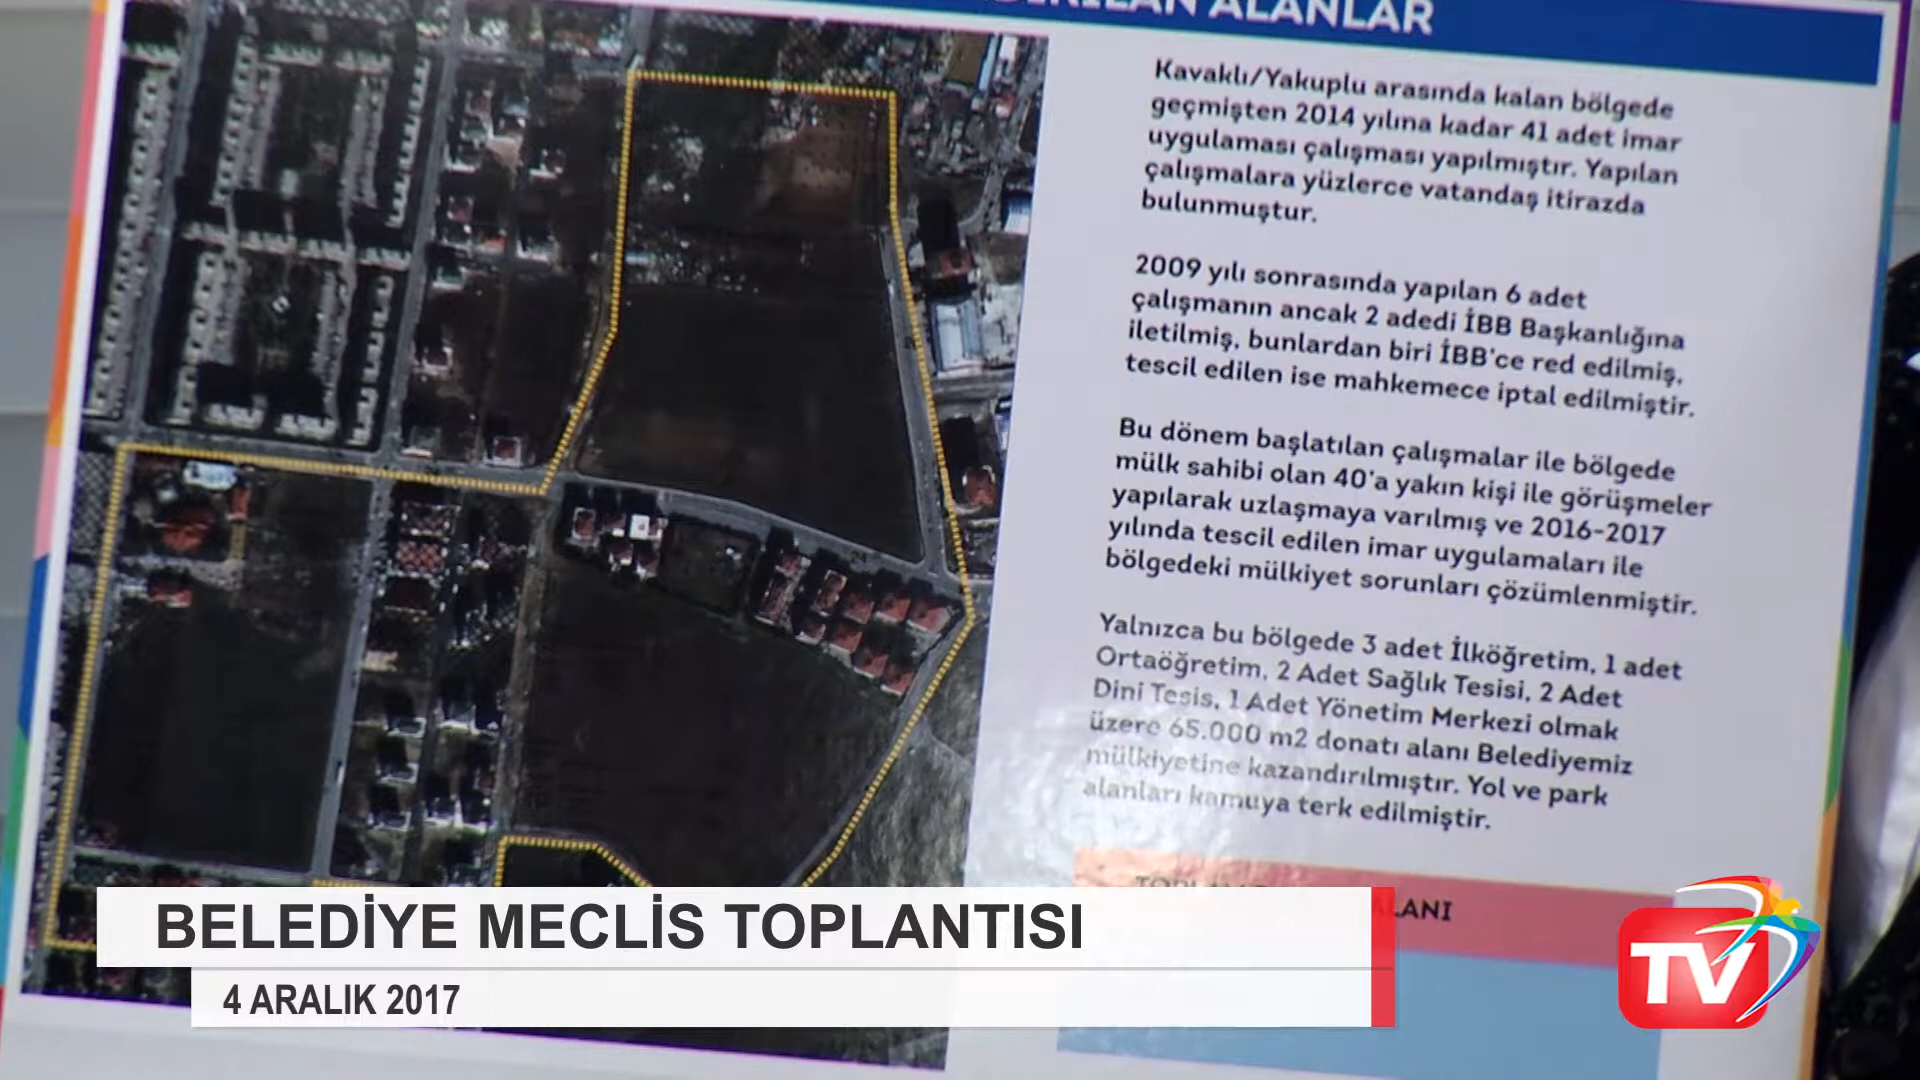 ALANLAR
Kavaklı/Yakuplu arasında kalan bölgede
geçmişten 2014 yılına kadar 41 adet imar
uygulaması çalışması yapılmıştır. Yapılan
çalışmalara yüzlerce vatandaş itirazda
bulunmuştur.
2009 yılı sonrasında yapılan 6 adet
çalışmanın ancak 2 adedi İBB Başkanlığına
iletilmiş, bunlardan biri İBB'ce red edilmiş,
tescil edilen ise mahkemece iptal edilmiştir.
Bu dönem başlatılan çalışmalar ile bölgede
mülk sahibi olan 40'a yakın kişi ile görüşmeler
yapılarak uzlaşmaya varılmış ve 2016-2017
yılında tescil edilen imar uygulamaları ile
bölgedeki mülkiyet sorunları çözümlenmiştir.
Yalnızca bu bölgede 3 adet İlköğretim, 1 adet
Ortaöğretim, 2 Adet Sağlık Tesisi, 2 Adet
Dini Tesis, 1 Adet Yönetim Merkezi olmak
üzere 65.000 m2 donatı alanı Belediyemiz
mülkiyetine kazandırılmıştır. Yol ve park
alanları kamuya terk edilmiştir.
BELEDİYE MECLİS TOPLANTISI
4 ARALIK 2017
TV